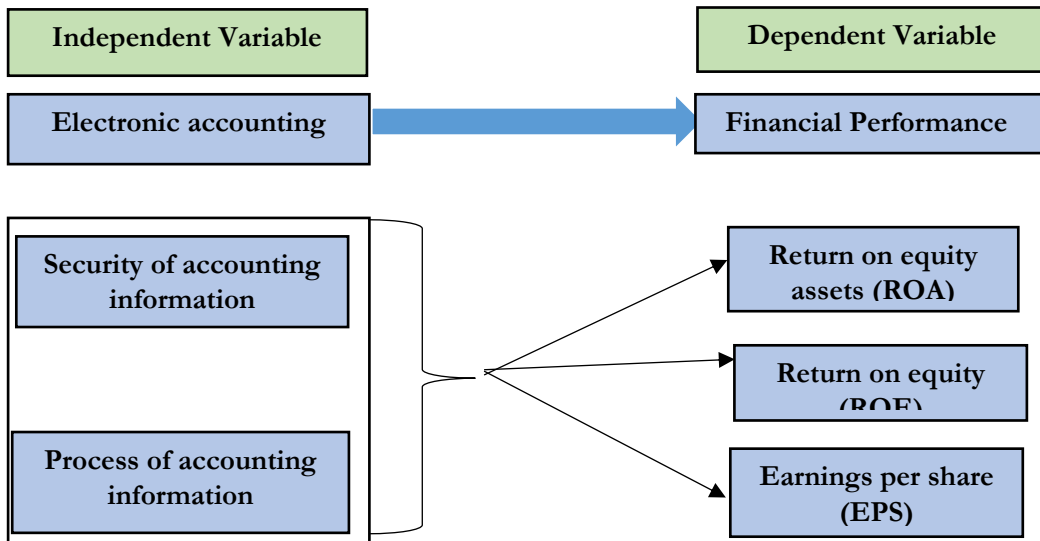 Independent Variable
Dependent Variable
Electronic accounting
Financial Performance
Security of accounting
information
Return on equity
assets (ROA)
Return on equity
(ROE)
Process of accounting
information
Earnings per share
(EPS)